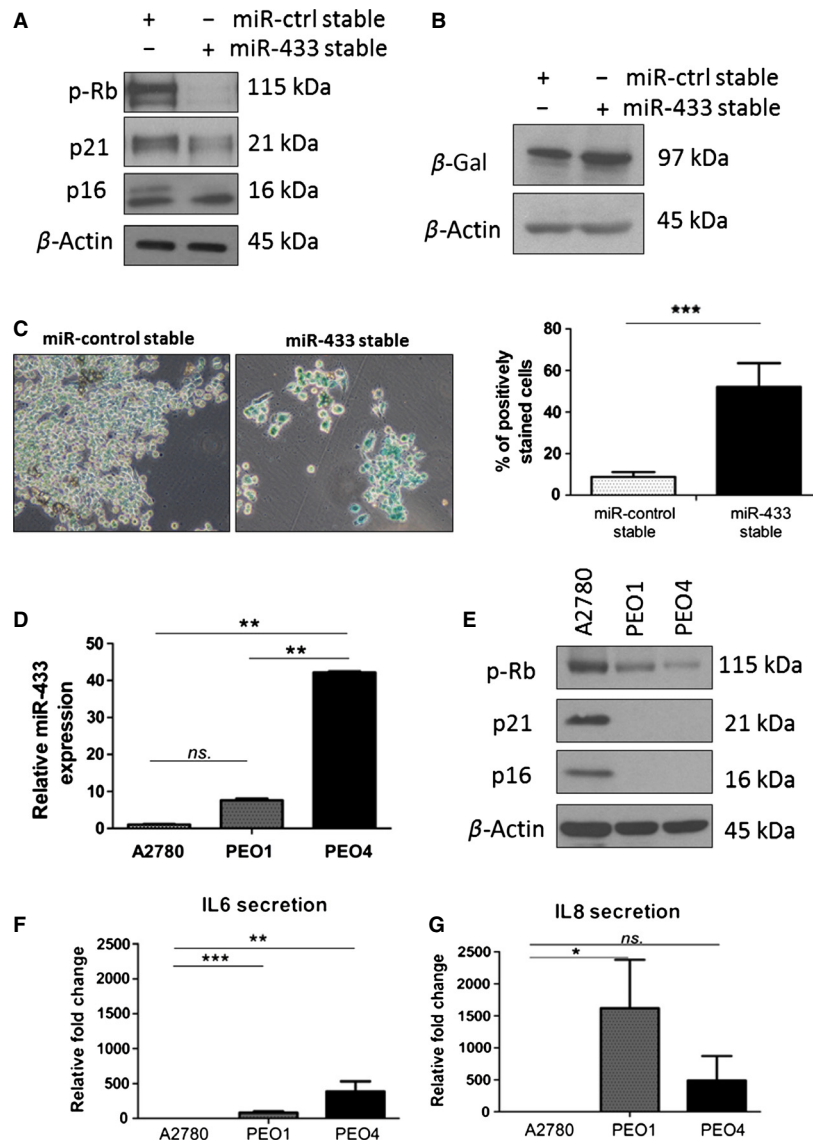 A
+ − miR-ctrl stable
− + miR-433 stable
p-Rb 115 kDa
p21 21 kDa
p16 16 kDa
β-Actin 45 kDa
B
+ − miR-ctrl stable
− + miR-433 stable
β-Gal 97 kDa
β-Actin 45 kDa
C
miR-control stable
miR-433 stable
% of positively
stained cells
80
60
40
20
0
***
miR-control
stable
miR-433
stable
D
Relative miR-433
expression
50
40
30
20
10
0
**
**
ns.
A2780 PEO1 PEO4
E
A2780 PEO1 PEO4
p-Rb 115 kDa
p21 21 kDa
p16 16 kDa
β-Actin 45 kDa
F
IL6 secretion
Relative fold change
2500
2000
1500
1000
500
0
**
***
A2780 PEO1 PEO4
G
IL8 secretion
Relative fold change
2500
2000
1500
1000
500
0
ns.
*
A2780 PEO1 PEO4